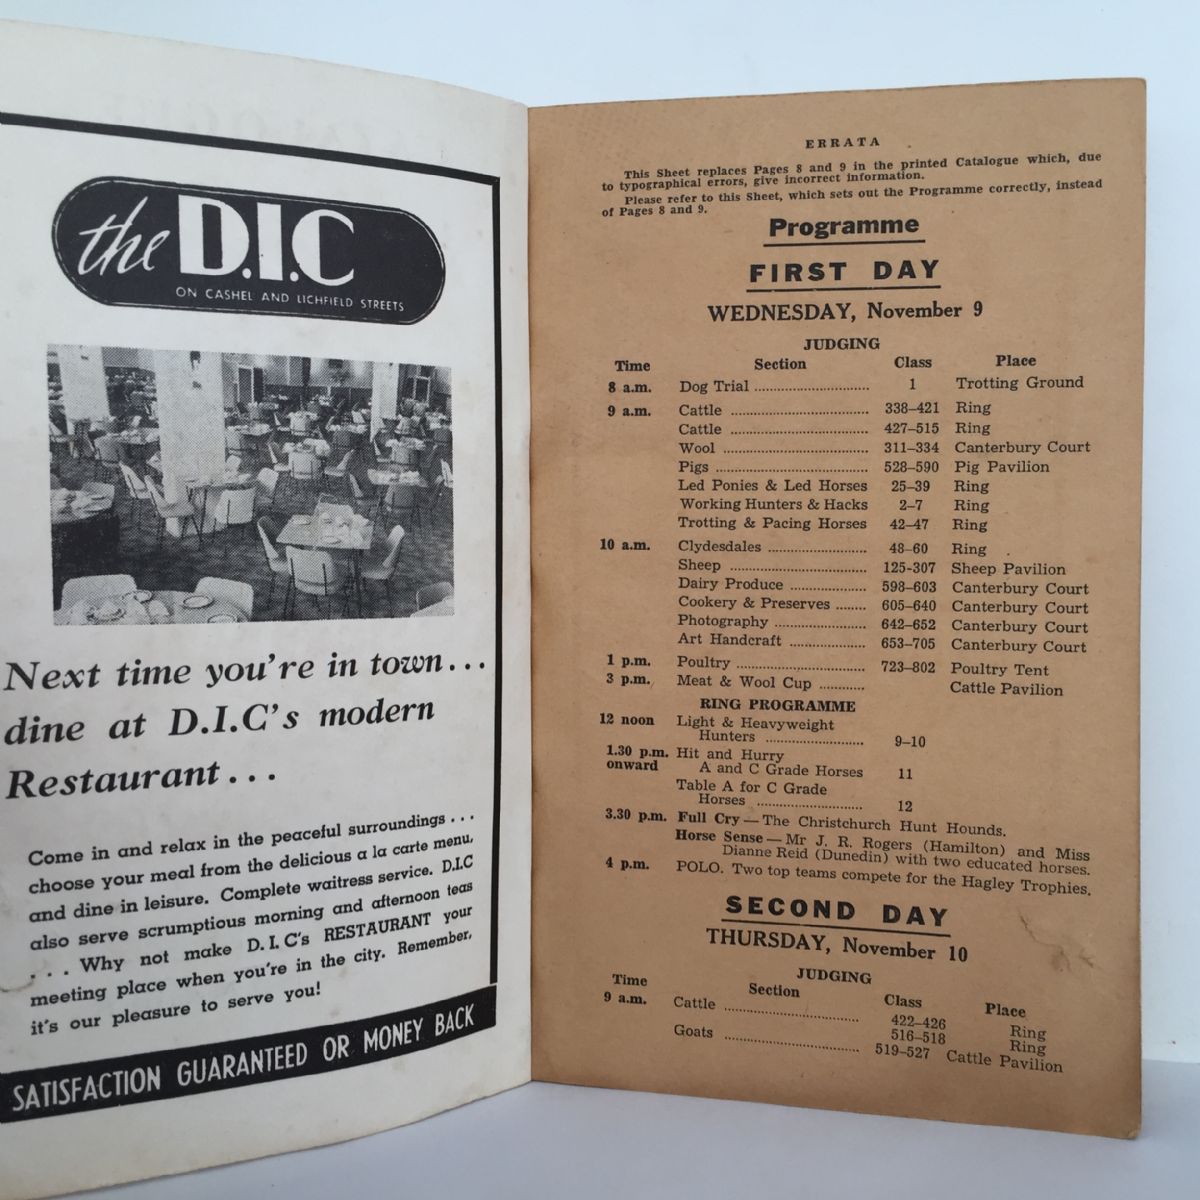 the D.I.C
ON CASHEL AND LICHFIELD STREETS
Next time you're in town...
dine at D.I.C's modern
Restaurant...
Come in and relax in the peaceful surroundings...
choose your meal from the delicious a la carte menu,
and dine in leisure. Complete waitress service. D.I.C
also serve scrumptious morning and afternoon teas
... Why not make D.I.C's RESTAURANT your
meeting place when you're in the city. Remember,
it's our pleasure to serve you!
SATISFACTION GUARANTEED OR MONEY BACK
ERRATA
This Sheet replaces Pages 8 and 9 in the printed Catalogue which, due
to typographical errors, give incorrect information.
Please refer to this Sheet, which sets out the Programme correctly, instead
of Pages 8 and 9.
Programme
FIRST DAY
WEDNESDAY, November 9
JUDGING
Time Section Class Place
8 a.m. Dog Trial ............ 1 Trotting Ground
9 a.m. Cattle ............ 338–421 Ring
Cattle ............ 427–515 Ring
Wool ............ 311–334 Canterbury Court
Pigs ............ 528–590 Pig Pavilion
Led Ponies & Led Horses 25–39 Ring
Working Hunters & Hacks 2–7 Ring
Trotting & Pacing Horses 42–47 Ring
10 a.m. Clydesdales ............ 48–60 Ring
Sheep ............ 125-307 Sheep Pavilion
Dairy Produce ............ 598–603 Canterbury Court
Cookery & Preserves ........ 605–640 Canterbury Court
Photography ............ 642–652 Canterbury Court
Art Handcraft ............ 653–705 Canterbury Court
1 p.m. Poultry ............ 723–802 Poultry Tent
3 p.m. Meat & Wool Cup ............ Cattle Pavilion
RING PROGRAMME
12 noon Light & Heavyweight
Hunters ............ 9–10
1.30 p.m. Hit and Hurry
onward A and C Grade Horses 11
Table A for C Grade
Horses ............ 12
3.30 p.m. Full Cry — The Christchurch Hunt Hounds.
Horse Sense — Mr J. R. Rogers (Hamilton) and Miss
Dianne Reid (Dunedin) with two educated horses.
4 p.m. POLO. Two top teams compete for the Hagley Trophies.
SECOND DAY
THURSDAY, November 10
JUDGING
Time Section Class Place
9 a.m. Cattle ............ 422–426 Ring
516–518 Ring
Goats ............ 519–527 Cattle Pavilion